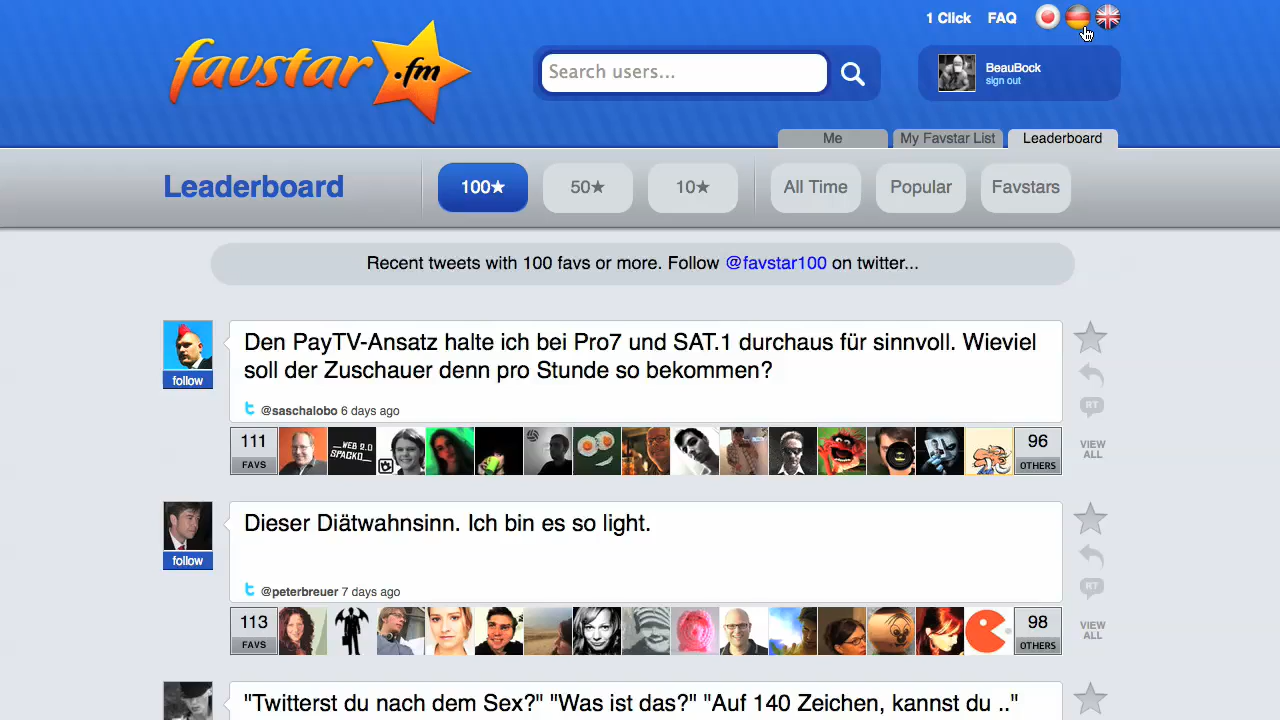 1 Click FAQ
favstar.fm
Search users...
BeauBock
sign out
Me My Favstar List Leaderboard
Leaderboard 100★ 50★ 10★ All Time Popular Favstars
Recent tweets with 100 favs or more. Follow @favstar100 on twitter...
Den PayTV-Ansatz halte ich bei Pro7 und SAT.1 durchaus für sinnvoll. Wieviel
soll der Zuschauer denn pro Stunde so bekommen?
follow
@saschalobo 6 days ago
RT
111 FAVS
WEB 9.0
SPACKO_
96 OTHERS
VIEW ALL
Dieser Diätwahnsinn. Ich bin es so light.
follow
@peterbreuer 7 days ago
RT
113 FAVS
98 OTHERS
VIEW ALL
"Twitterst du nach dem Sex?" "Was ist das?" "Auf 140 Zeichen, kannst du .."